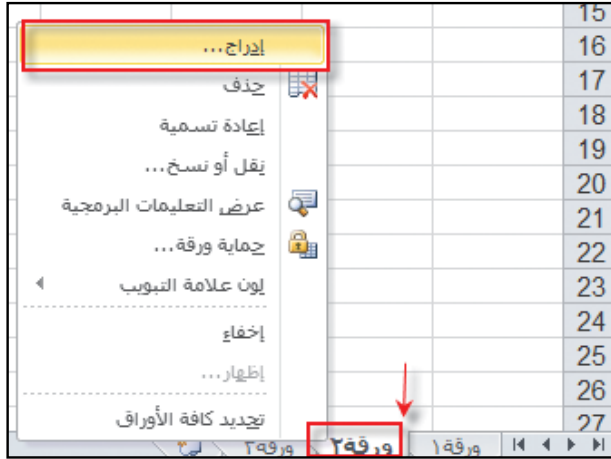 15
16
17
18
19
20
21
22
23
24
25
26
27
إدراج...
حذف
إعادة تسمية
نقل أو نسخ...
عرض التعليمات البرمجية
حماية ورقة...
لون علامة التبويب
إخفاء
إظهار...
تحديد كافة الأوراق
ورقة١ ورقة٢ ورقة٣